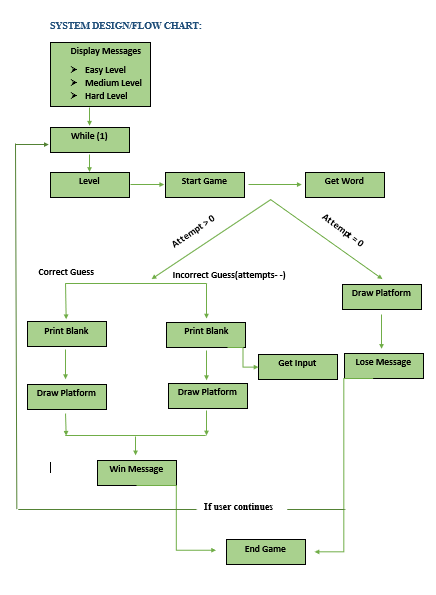 SYSTEM DESIGN/FLOW CHART:
Display Messages
➤ Easy Level
➤ Medium Level
➤ Hard Level
While (1)
Level
Start Game
Get Word
Attempt > 0
Attempt = 0
Correct Guess
Incorrect Guess(attempts- -)
Draw Platform
Print Blank
Print Blank
Get Input
Lose Message
Draw Platform
Draw Platform
Win Message
If user continues
End Game